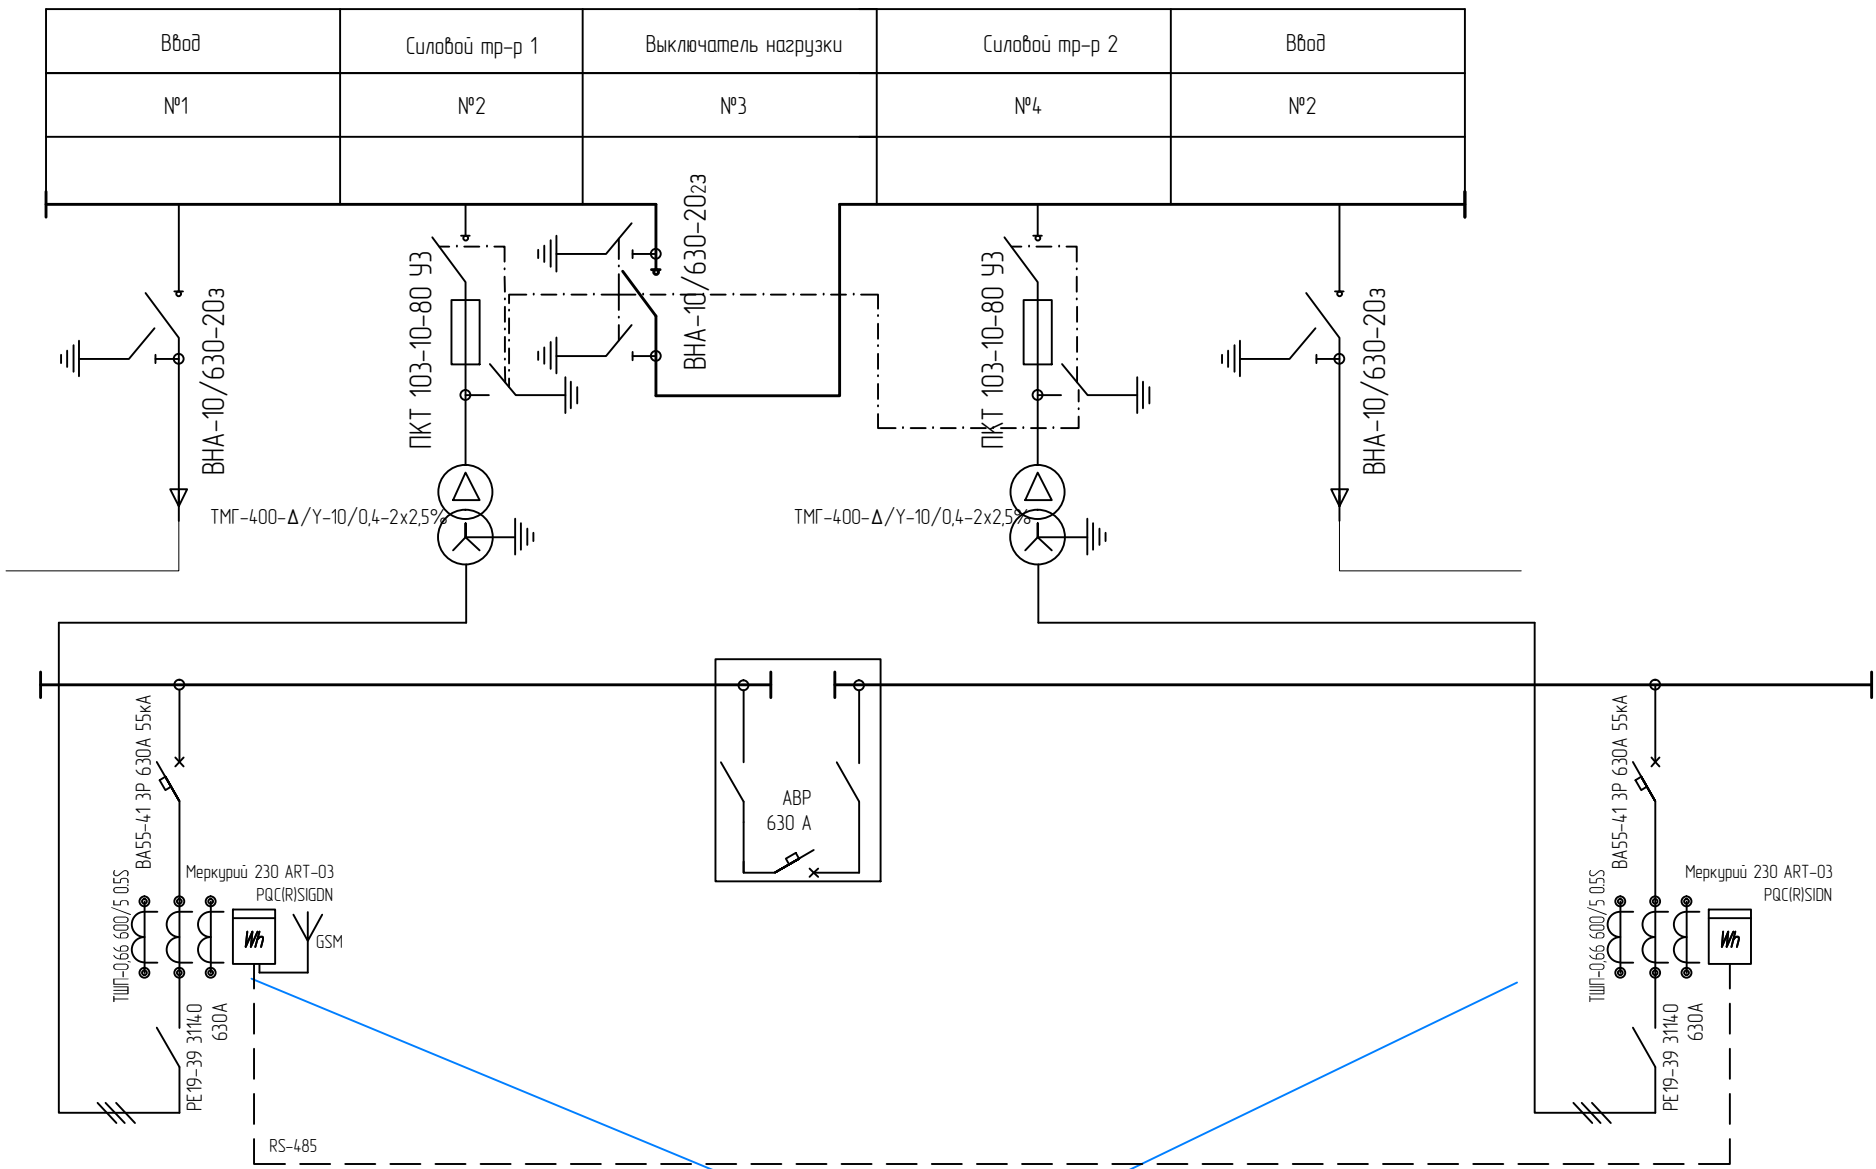 Ввод
Силовой тр-р 1
Выключатель нагрузки
Силовой тр-р 2
Ввод
№1
№2
№3
№4
№2
ВНА-10/630-20з
ПКТ 103-10-80 У3
ВНА-10/630-202з
ПКТ 103-10-80 У3
ВНА-10/630-20з
ТМГ-400-Δ/Y-10/0,4-2х2,5%
ТМГ-400-Δ/Y-10/0,4-2х2,5%
ВА55-41 3Р 630А 55кА
АВР
630 А
ВА55-41 3Р 630А 55кА
ТШП-0,66 600/5 0.5S
Меркурий 230 ART-03
PQC(R)SIGDN
Wh
GSM
ТШП-0,66 600/5 0.5S
Меркурий 230 ART-03
PQC(R)SIDN
Wh
РЕ19-39 31140
630А
РЕ19-39 31140
630А
RS-485